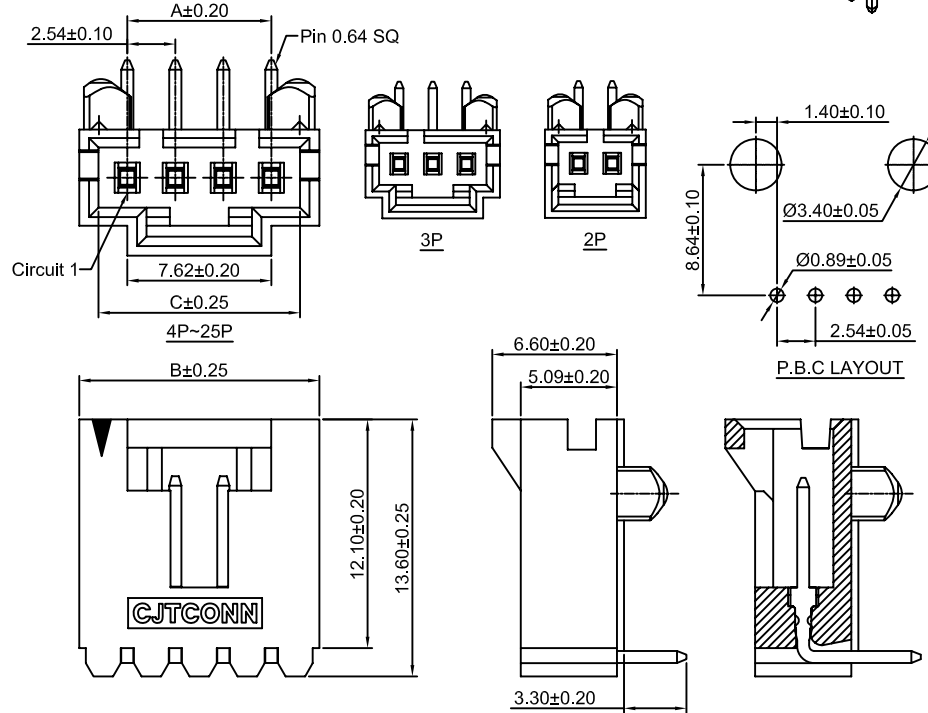 A±0.20
2.54±0.10
Pin 0.64 SQ
1.40±0.10
8.64±0.10
Ø3.40±0.05
3P
2P
Ø0.89±0.05
Circuit 1
7.62±0.20
C±0.25
4P~25P
2.54±0.05
P.B.C LAYOUT
6.60±0.20
5.09±0.20
B±0.25
12.10±0.20
13.60±0.25
CJTCONN
3.30±0.20